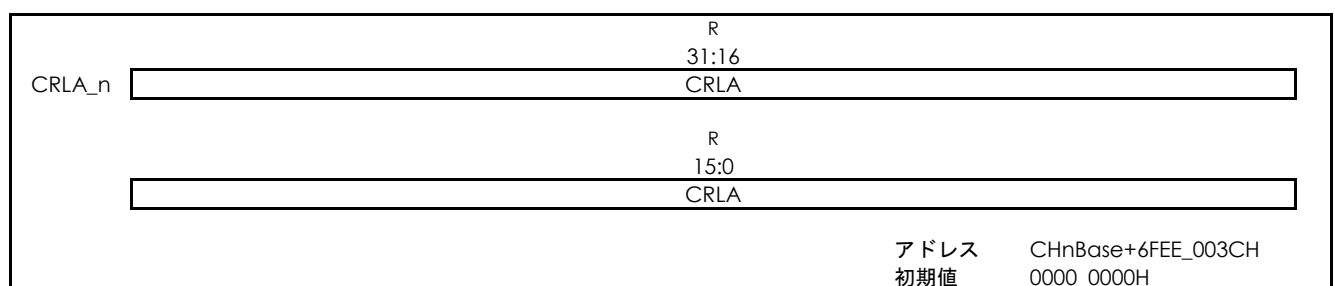 R
31:16
CRLA_n CRLA
R
15:0
CRLA
アドレス CHnBase+6FEE_003CH
初期値 0000 0000H